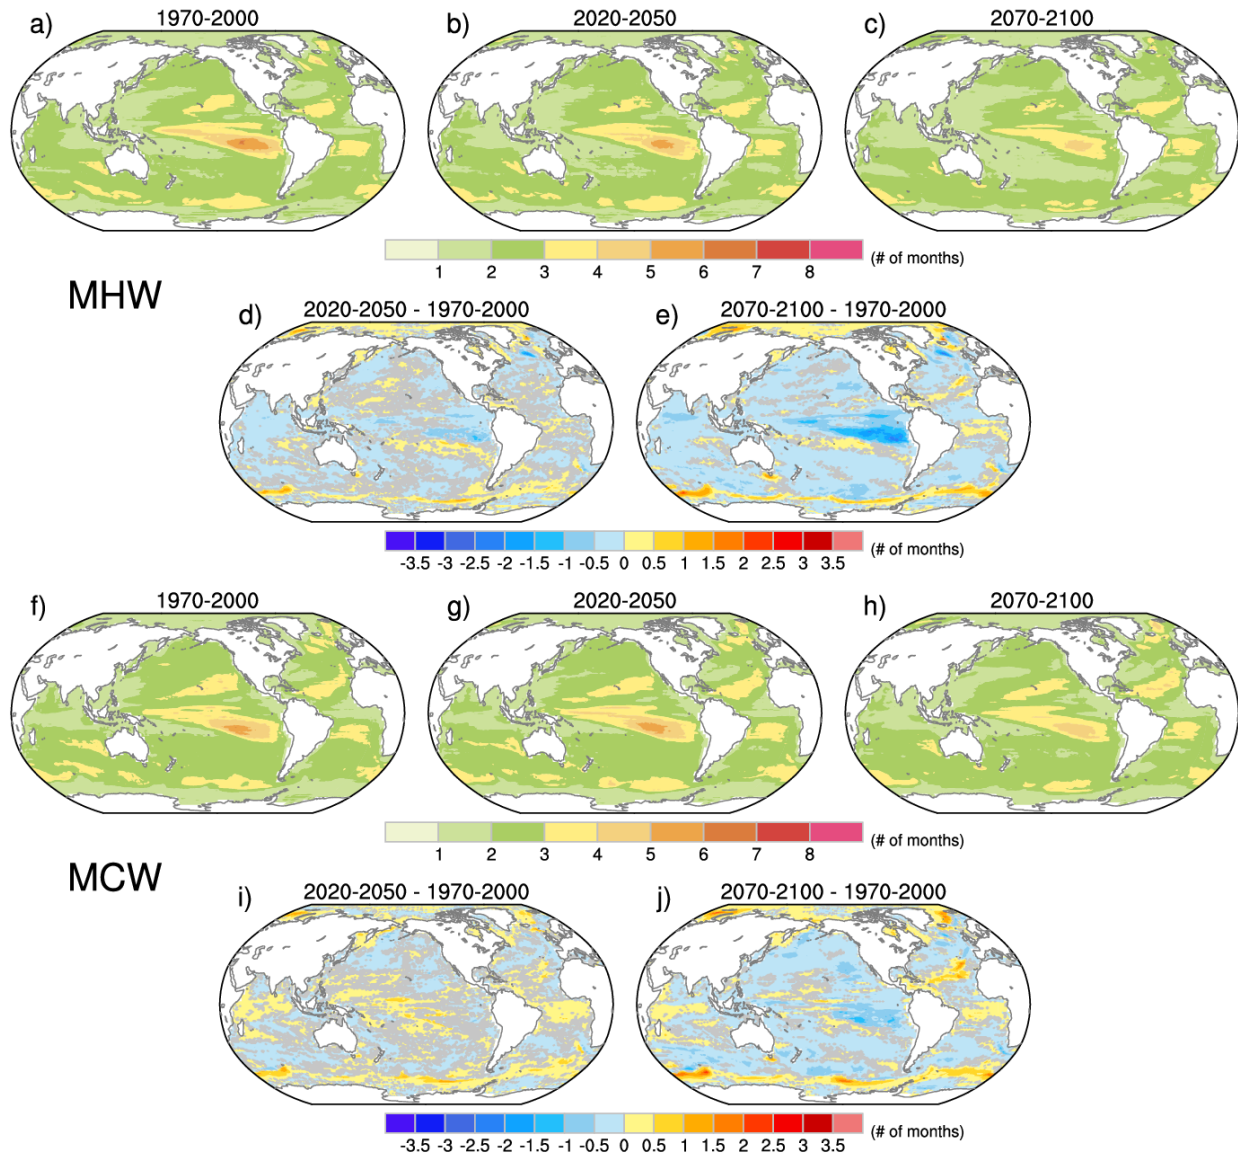 a) 1970-2000
b) 2020-2050
c) 2070-2100
1 2 3 4 5 6 7 8 (# of months)
MHW
d) 2020-2050 - 1970-2000
e) 2070-2100 - 1970-2000
-3.5 -3 -2.5 -2 -1.5 -1 -0.5 0 0.5 1 1.5 2 2.5 3 3.5 (# of months)
f) 1970-2000
g) 2020-2050
h) 2070-2100
1 2 3 4 5 6 7 8 (# of months)
MCW
i) 2020-2050 - 1970-2000
j) 2070-2100 - 1970-2000
-3.5 -3 -2.5 -2 -1.5 -1 -0.5 0 0.5 1 1.5 2 2.5 3 3.5 (# of months)